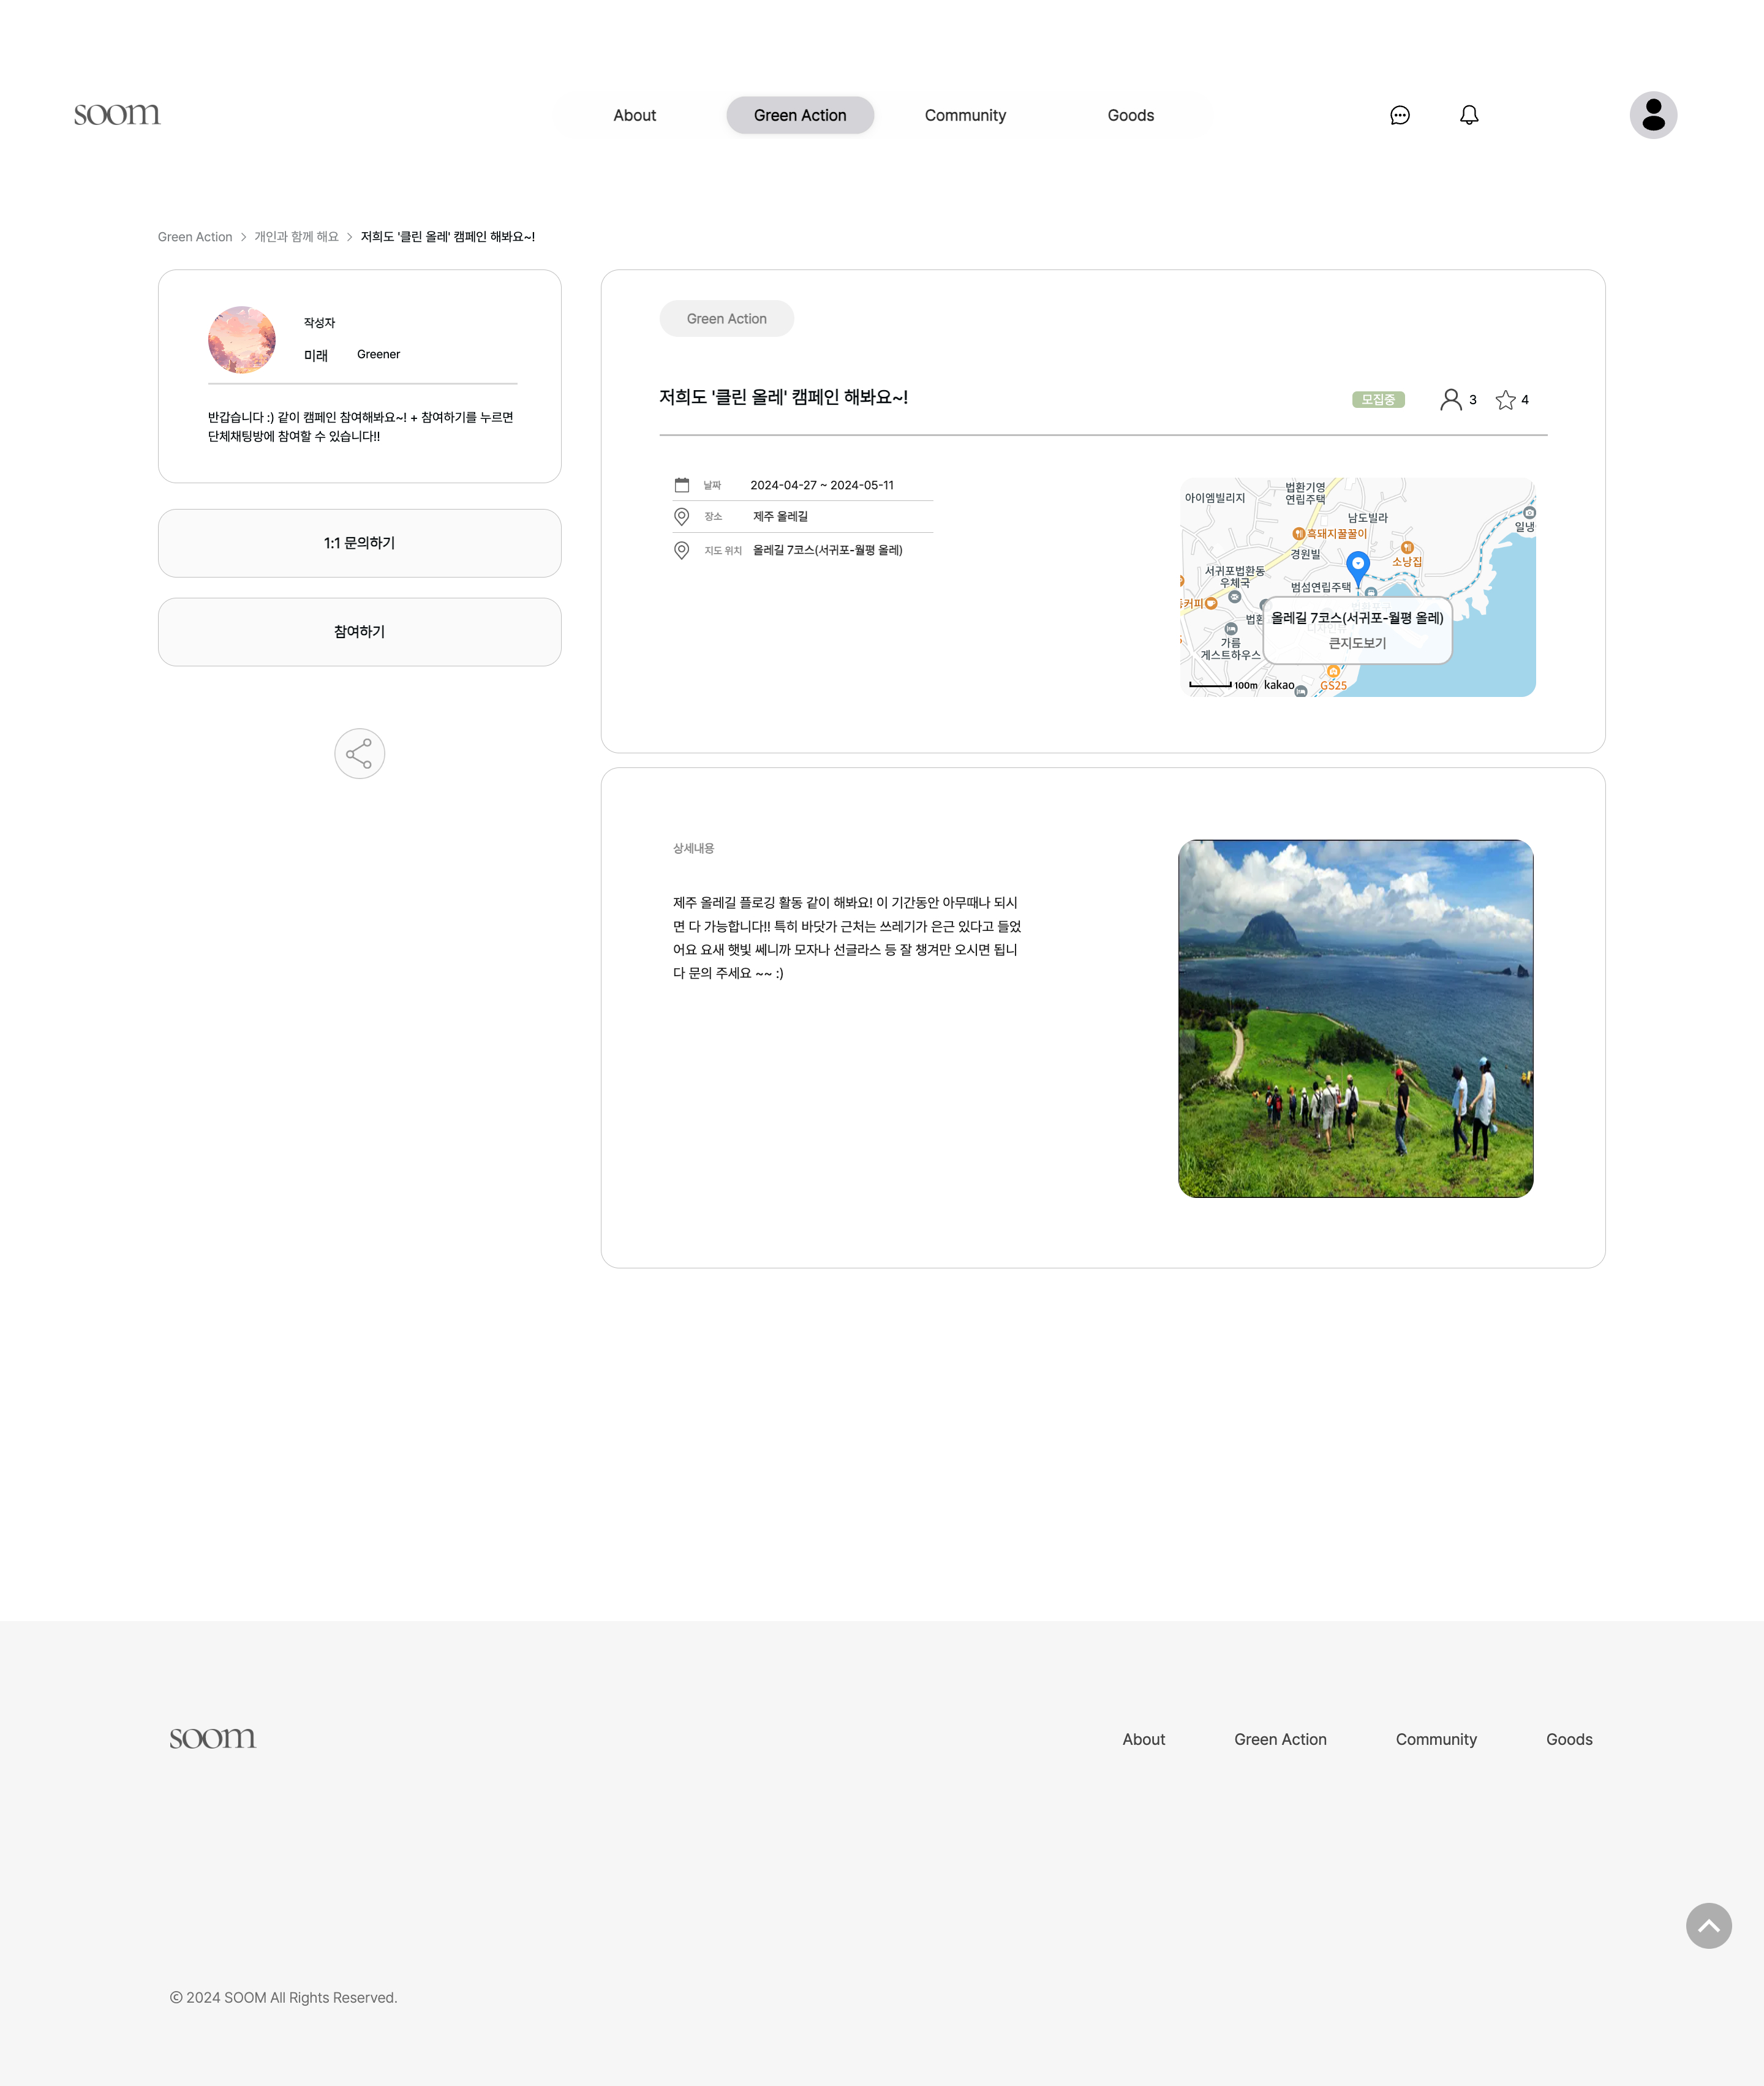 soom
About
Green Action
Community
Goods
Green Action > 개인과 함께 해요 > 저희도 '클린 올레' 캠페인 해봐요~!
작성자
미래 Greener
반갑습니다 :) 같이 캠페인 참여해봐요~! + 참여하기를 누르면
단체채팅방에 참여할 수 있습니다!!
1:1 문의하기
참여하기
Green Action
저희도 '클린 올레' 캠페인 해봐요~!
모집중
3
4
날짜 2024-04-27 ~ 2024-05-11
장소 제주 올레길
지도 위치 올레길 7코스(서귀포-월평 올레)
아이엠빌리지
법환기영
연립주택
남도빌라
일냉
흑돼지꿀꿀이
경원빌
소낭집
서귀포법환동
우체국
범섬연립주택
커피
법환
올레길 7코스(서귀포-월평 올레)
큰지도보기
가름
게스트하우스
GS25
100m kakao
상세내용
제주 올레길 플로깅 활동 같이 해봐요! 이 기간동안 아무때나 되시
면 다 가능합니다!! 특히 바닷가 근처는 쓰레기가 은근 있다고 들었
어요 요새 햇빛 쎄니까 모자나 선글라스 등 잘 챙겨만 오시면 됩니
다 문의 주세요 ~~ :)
soom
About
Green Action
Community
Goods
© 2024 SOOM All Rights Reserved.